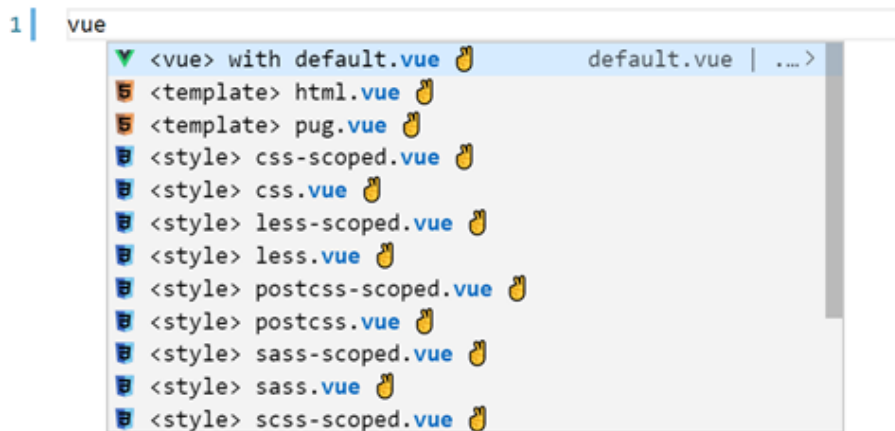 1 vue
<vue> with default.vue ✌ default.vue | .…>
<template> html.vue ✌
<template> pug.vue ✌
<style> css-scoped.vue ✌
<style> css.vue ✌
<style> less-scoped.vue ✌
<style> less.vue ✌
<style> postcss-scoped.vue ✌
<style> postcss.vue ✌
<style> sass-scoped.vue ✌
<style> sass.vue ✌
<style> scss-scoped.vue ✌